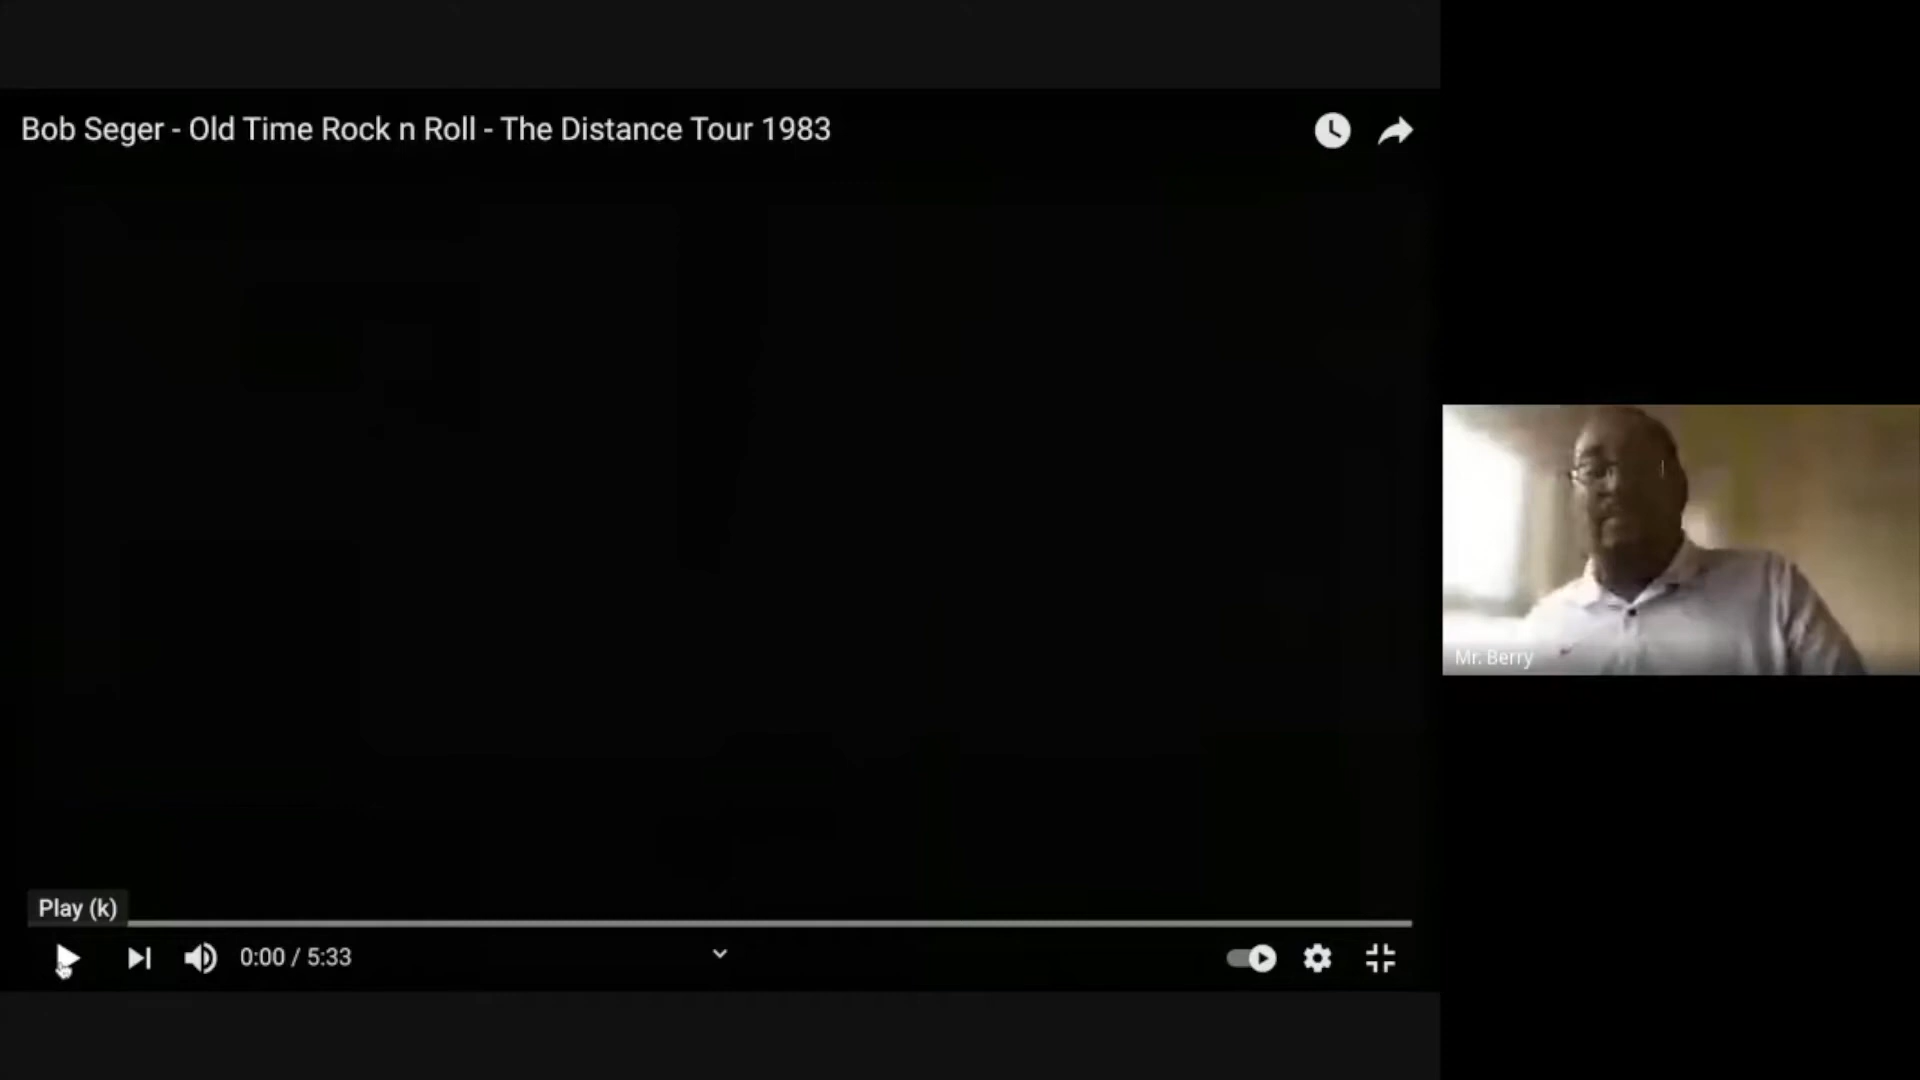 Bob Seger - Old Time Rock n Roll - The Distance Tour 1983
Mr. Berry
Play (k)
0:00 / 5:33